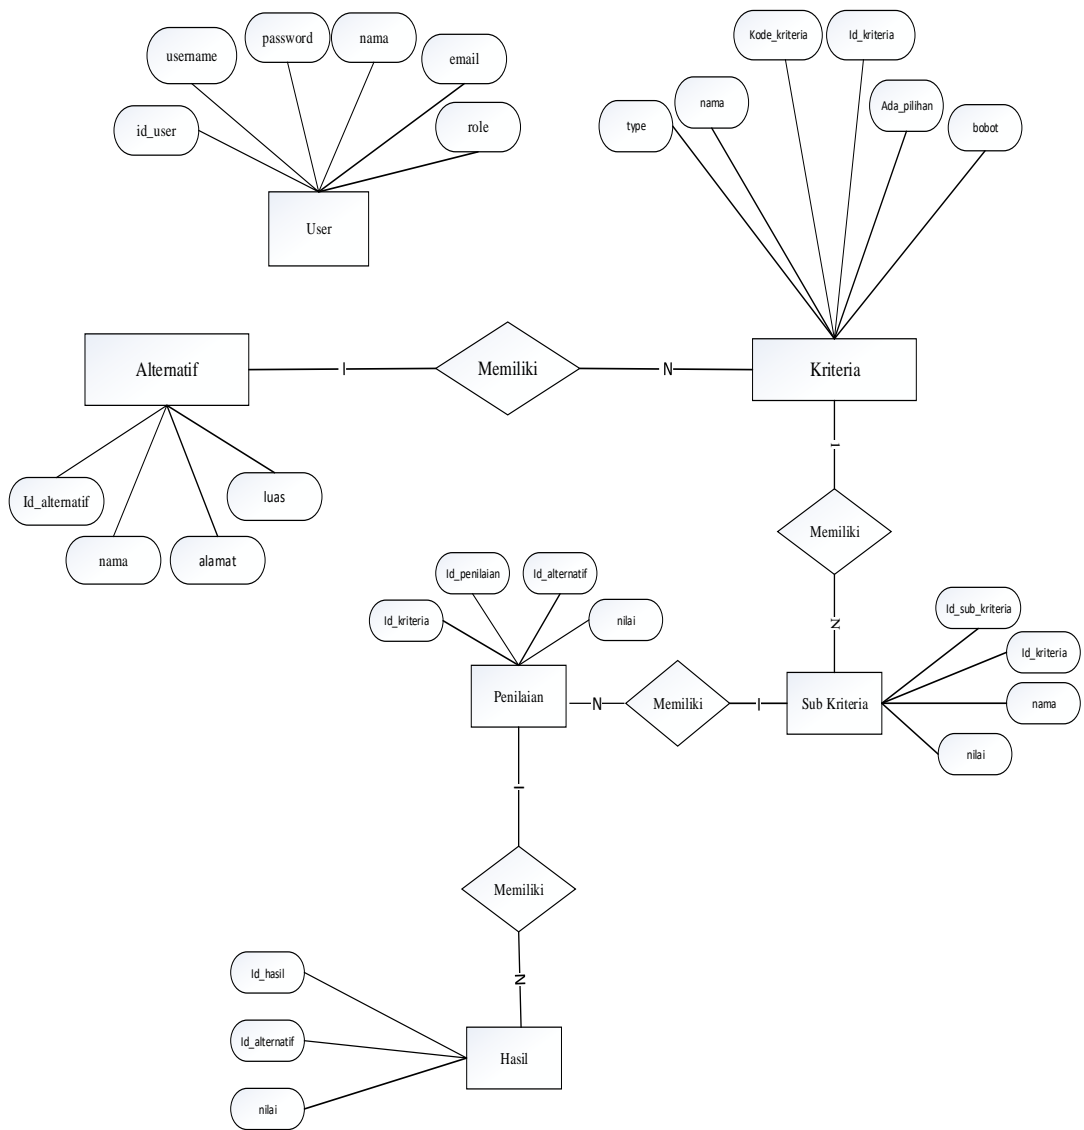 username
password
nama
email
id_user
role
User
Kode_kriteria
Id_kriteria
type
nama
Ada_pilihan
bobot
Alternatif
I
Memiliki
N
Kriteria
Id_alternatif
nama
alamat
luas
I
Memiliki
N
Id_kriteria
Id_penilaian
Id_alternatif
nilai
Penilaian
N
Memiliki
I
Sub Kriteria
Id_sub_kriteria
Id_kriteria
nama
nilai
I
Memiliki
N
Id_hasil
Id_alternatif
nilai
Hasil